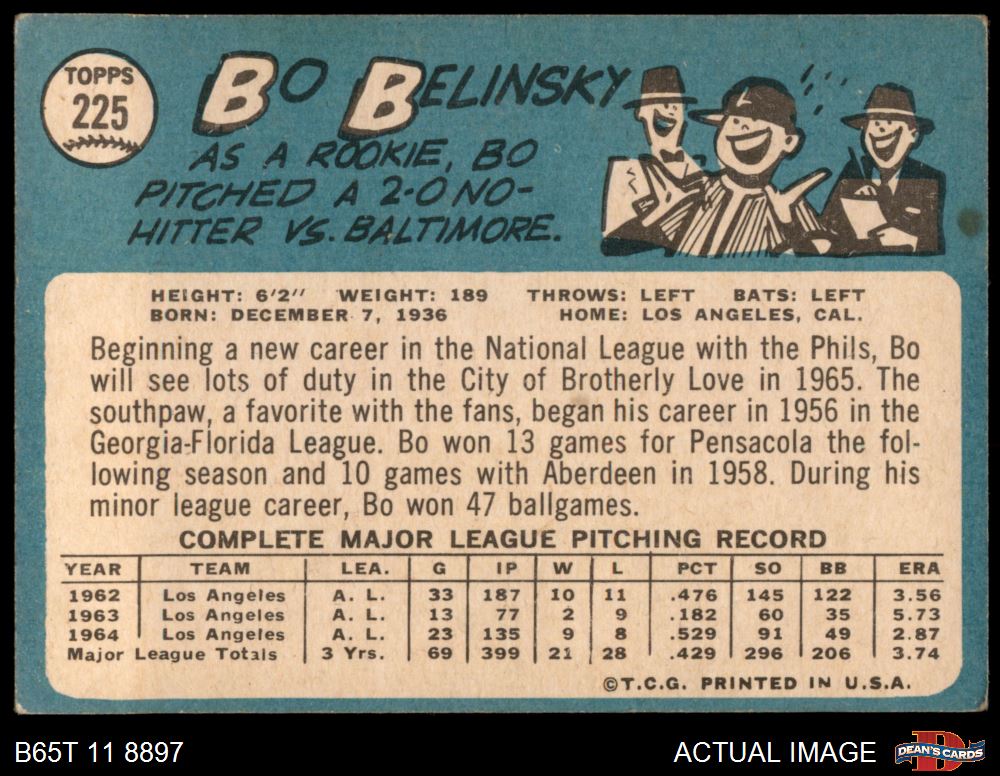 TOPPS
225
BO BELINSKY
AS A ROOKIE, BO
PITCHED A 2-0 NO-
HITTER VS. BALTIMORE.
L
HEIGHT: 6'2" WEIGHT: 189 THROWS: LEFT BATS: LEFT
BORN: DECEMBER 7, 1936 HOME: LOS ANGELES, CAL.
Beginning a new career in the National League with the Phils, Bo
will see lots of duty in the City of Brotherly Love in 1965. The
southpaw, a favorite with the fans, began his career in 1956 in the
Georgia-Florida League. Bo won 13 games for Pensacola the fol-
lowing season and 10 games with Aberdeen in 1958. During his
minor league career, Bo won 47 ballgames.
COMPLETE MAJOR LEAGUE PITCHING RECORD
YEAR TEAM LEA. G IP W L PCT SO BB ERA
1962 Los Angeles A. L. 33 187 10 11 .476 145 122 3.56
1963 Los Angeles A. L. 13 77 2 9 .182 60 35 5.73
1964 Los Angeles A. L. 23 135 9 8 .529 91 49 2.87
Major League Totals 3 Yrs. 69 399 21 28 .429 296 206 3.74
©T.C.G. PRINTED IN U.S.A.
B65T 11 8897
ACTUAL IMAGE
D
DEAN'S CARDS